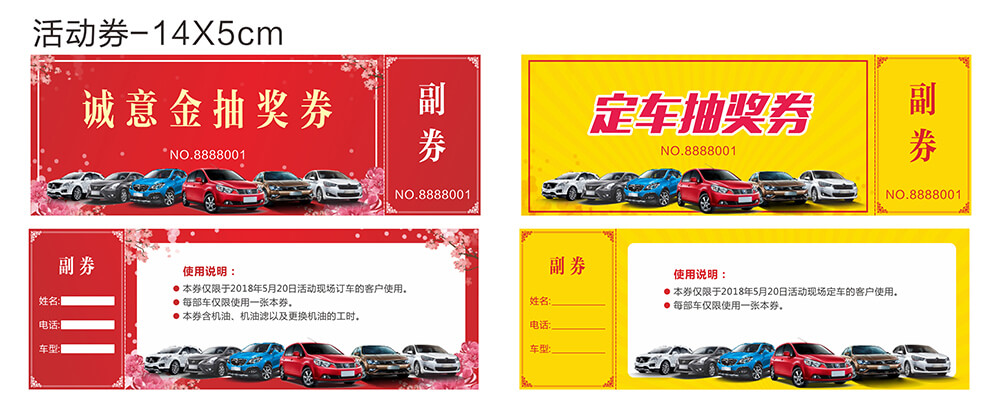 活动券-14X5cm
诚意金抽奖券
NO.8888001
副券
NO.8888001
定车抽奖券
NO.8888001
副券
NO.8888001
副券
姓名:
电话:
车型:
使用说明：
● 本券仅限于2018年5月20日活动现场订车的客户使用。
● 每部车仅限使用一张本券。
● 本券含机油、机油滤以及更换机油的工时。
副券
姓名:
电话:
车型:
使用说明：
● 本券仅限于2018年5月20日活动现场定车的客户使用。
● 每部车仅限使用一张本券。